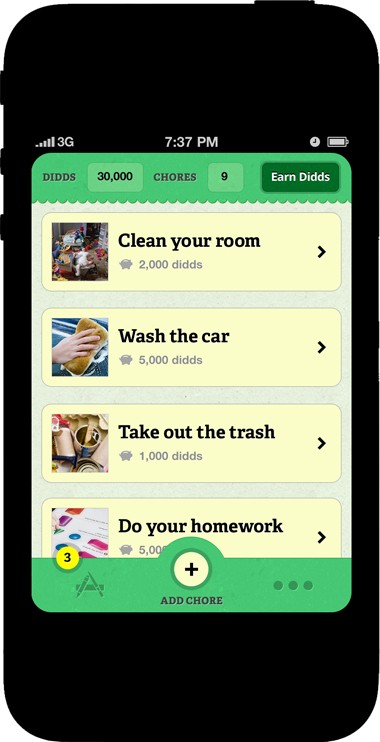 3G 7:37 PM
DIDDS 30,000 CHORES 9 Earn Didds
Clean your room
2,000 didds
Wash the car
5,000 didds
Take out the trash
1,000 didds
Do your homework
5,00
3
+
ADD CHORE